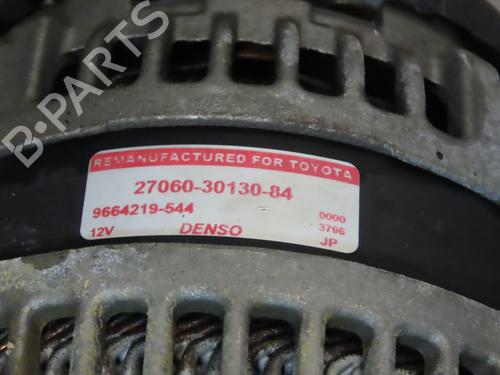 B-PARTS
REMANUFACTURED FOR TOYOTA
27060-30130-84
9664219-544 0000
3796
12V DENSO JP